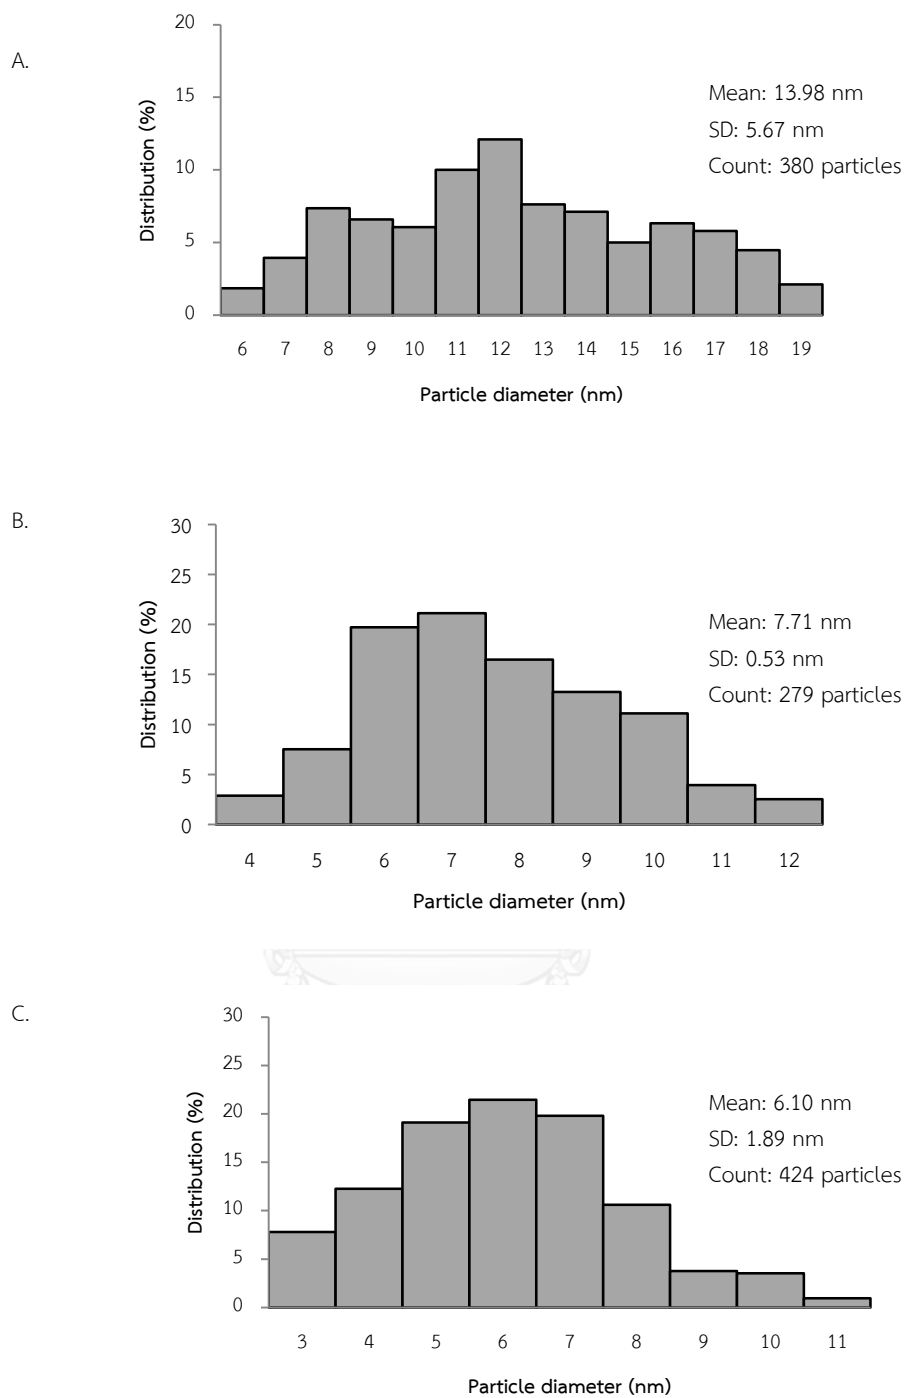 A.
20
15
10
5
0
Distribution (%)
Mean: 13.98 nm
SD: 5.67 nm
Count: 380 particles
6 7 8 9 10 11 12 13 14 15 16 17 18 19
Particle diameter (nm)
B.
30
25
20
15
10
5
0
Distribution (%)
Mean: 7.71 nm
SD: 0.53 nm
Count: 279 particles
4 5 6 7 8 9 10 11 12
Particle diameter (nm)
C.
30
25
20
15
10
5
0
Distribution (%)
Mean: 6.10 nm
SD: 1.89 nm
Count: 424 particles
3 4 5 6 7 8 9 10 11
Particle diameter (nm)